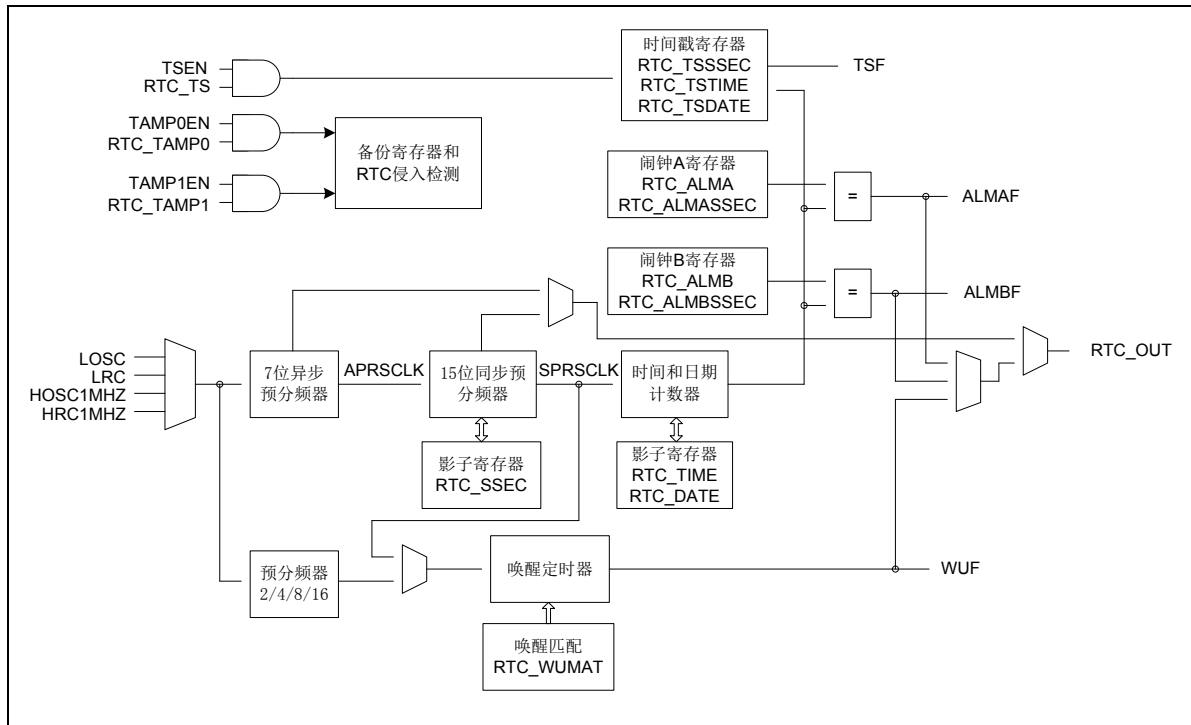 TSEN
RTC_TS
时间戳寄存器
RTC_TSSSEC
RTC_TSTIME
RTC_TSDATE
TSF
TAMP0EN
RTC_TAMP0
TAMP1EN
RTC_TAMP1
备份寄存器和
RTC侵入检测
闹钟A寄存器
RTC_ALMA
RTC_ALMASSEC
=
ALMAF
闹钟B寄存器
RTC_ALMB
RTC_ALMBSSEC
=
ALMBF
LOSC
LRC
HOSC1MHZ
HRC1MHZ
7位异步
预分频器
APRSCLK
15位同步预
分频器
SPRSCLK
时间和日期
计数器
RTC_OUT
影子寄存器
RTC_SSEC
影子寄存器
RTC_TIME
RTC_DATE
预分频器
2/4/8/16
唤醒定时器
WUF
唤醒匹配
RTC_WUMAT